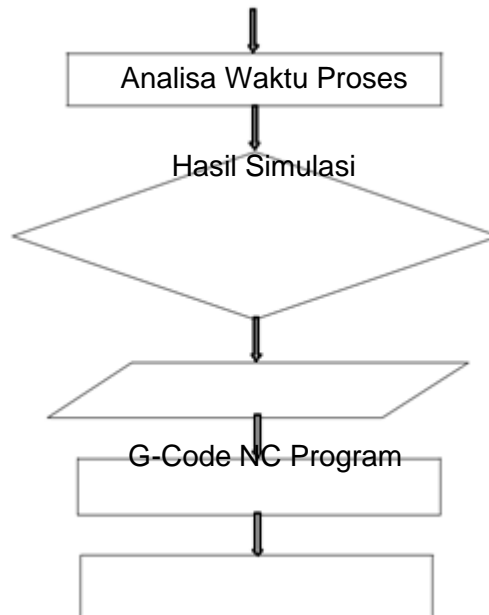 Analisa Waktu Proses
Hasil Simulasi
G-Code NC Program